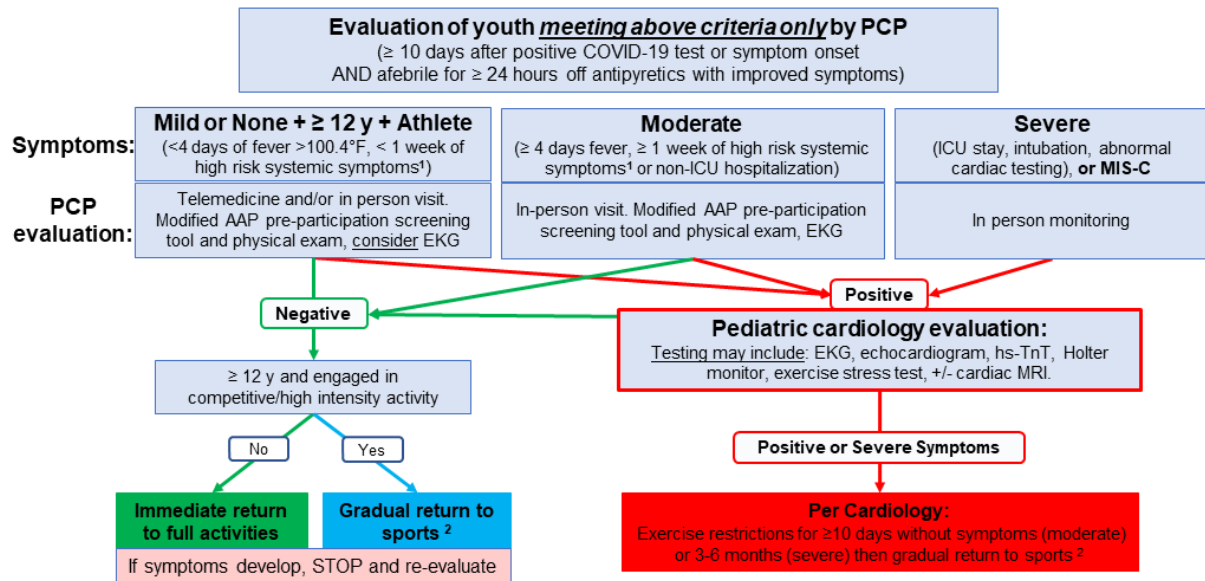 Evaluation of youth meeting above criteria only by PCP
(≥ 10 days after positive COVID-19 test or symptom onset
AND afebrile for ≥ 24 hours off antipyretics with improved symptoms)
Symptoms:
Mild or None + ≥ 12 y + Athlete
(<4 days of fever >100.4°F, < 1 week of
high risk systemic symptoms¹)
Moderate
(≥ 4 days fever, ≥ 1 week of high risk systemic
symptoms¹ or non-ICU hospitalization)
Severe
(ICU stay, intubation, abnormal
cardiac testing), or MIS-C
PCP
evaluation:
Telemedicine and/or in person visit.
Modified AAP pre-participation screening
tool and physical exam, consider EKG
In-person visit. Modified AAP pre-participation
screening tool and physical exam, EKG
In person monitoring
Negative
Positive
Pediatric cardiology evaluation:
Testing may include: EKG, echocardiogram, hs-TnT, Holter
monitor, exercise stress test, +/- cardiac MRI.
≥ 12 y and engaged in
competitive/high intensity activity
No
Yes
Positive or Severe Symptoms
Immediate return
to full activities
Gradual return to
sports ²
If symptoms develop, STOP and re-evaluate
Per Cardiology:
Exercise restrictions for ≥10 days without symptoms (moderate)
or 3-6 months (severe) then gradual return to sports ²